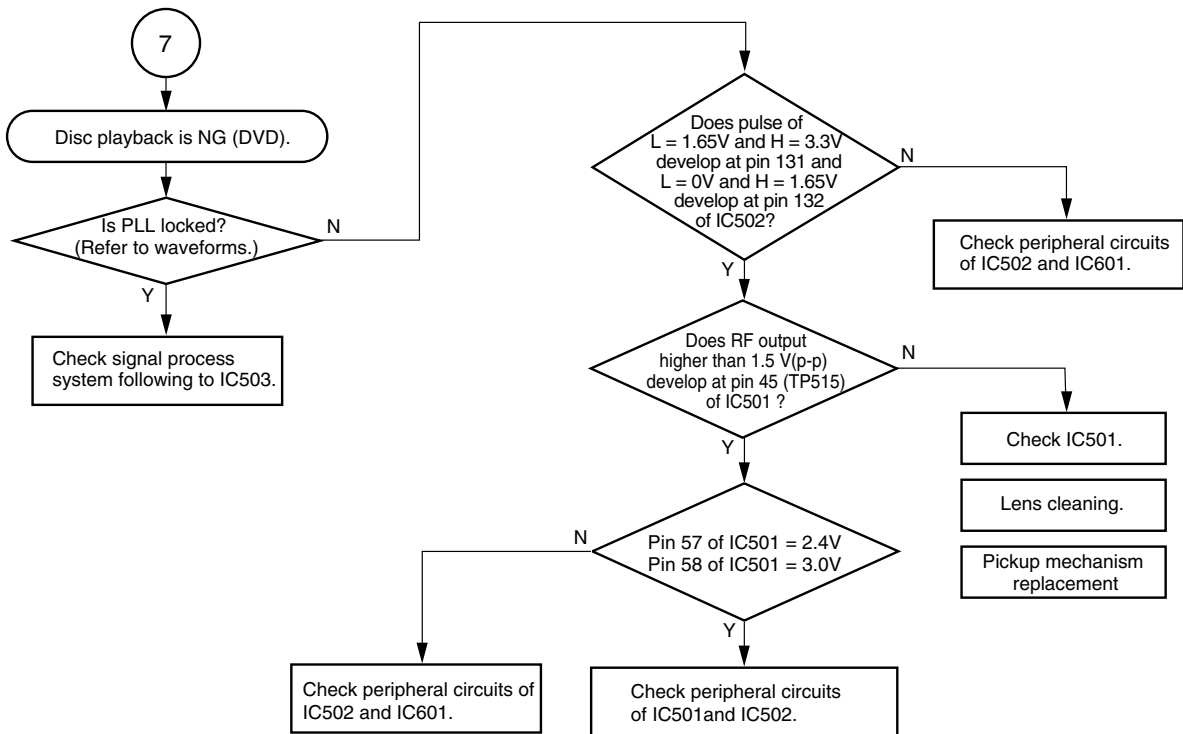 7
Disc playback is NG (DVD).
Is PLL locked?
(Refer to waveforms.)
N
Y
Check signal process
system following to IC503.
Does pulse of
L = 1.65V and H = 3.3V
develop at pin 131 and
L = 0V and H = 1.65V
develop at pin 132
of IC502?
N
Check peripheral circuits
of IC502 and IC601.
Y
Does RF output
higher than 1.5 V(p-p)
develop at pin 45 (TP515)
of IC501 ?
N
Check IC501.
Lens cleaning.
Pickup mechanism
replacement
Y
Pin 57 of IC501 = 2.4V
Pin 58 of IC501 = 3.0V
N
Check peripheral circuits of
IC502 and IC601.
Y
Check peripheral circuits
of IC501and IC502.